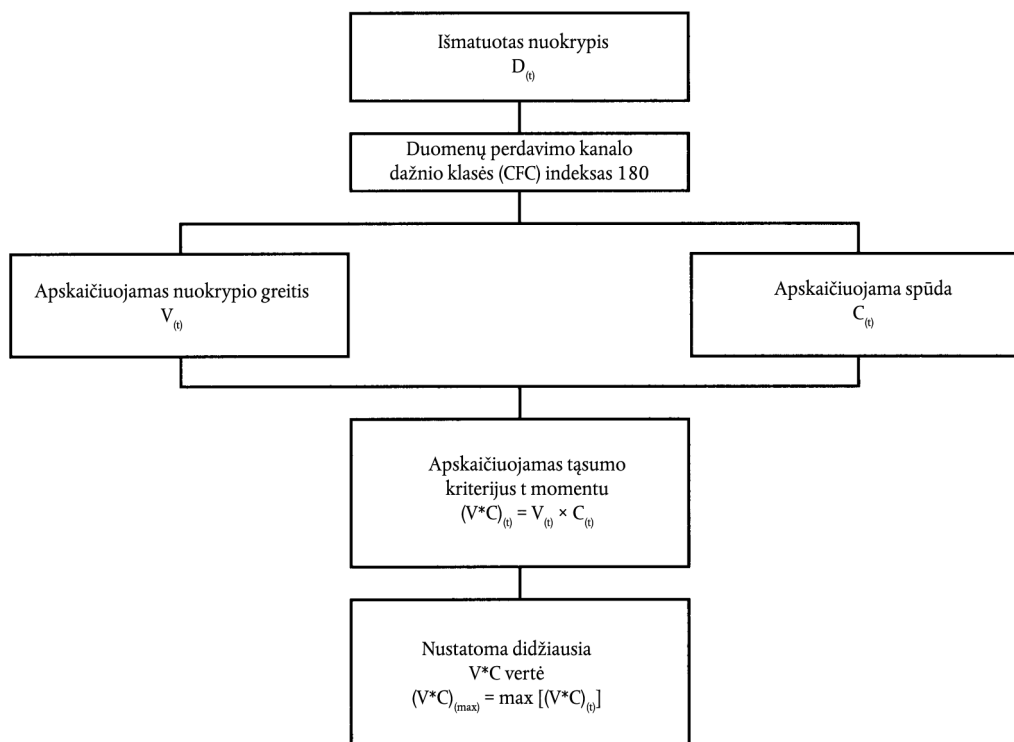 Išmatuotas nuokrypis
D(t)
Duomenų perdavimo kanalo
dažnio klasės (CFC) indeksas 180
Apskaičiuojamas nuokrypio greitis
V(t)
Apskaičiuojama spūda
C(t)
Apskaičiuojamas tąsumo
kriterijus t momentu
(V*C)(t) = V(t) × C(t)
Nustatoma didžiausia
V*C vertė
(V*C)(max) = max [(V*C)(t)]